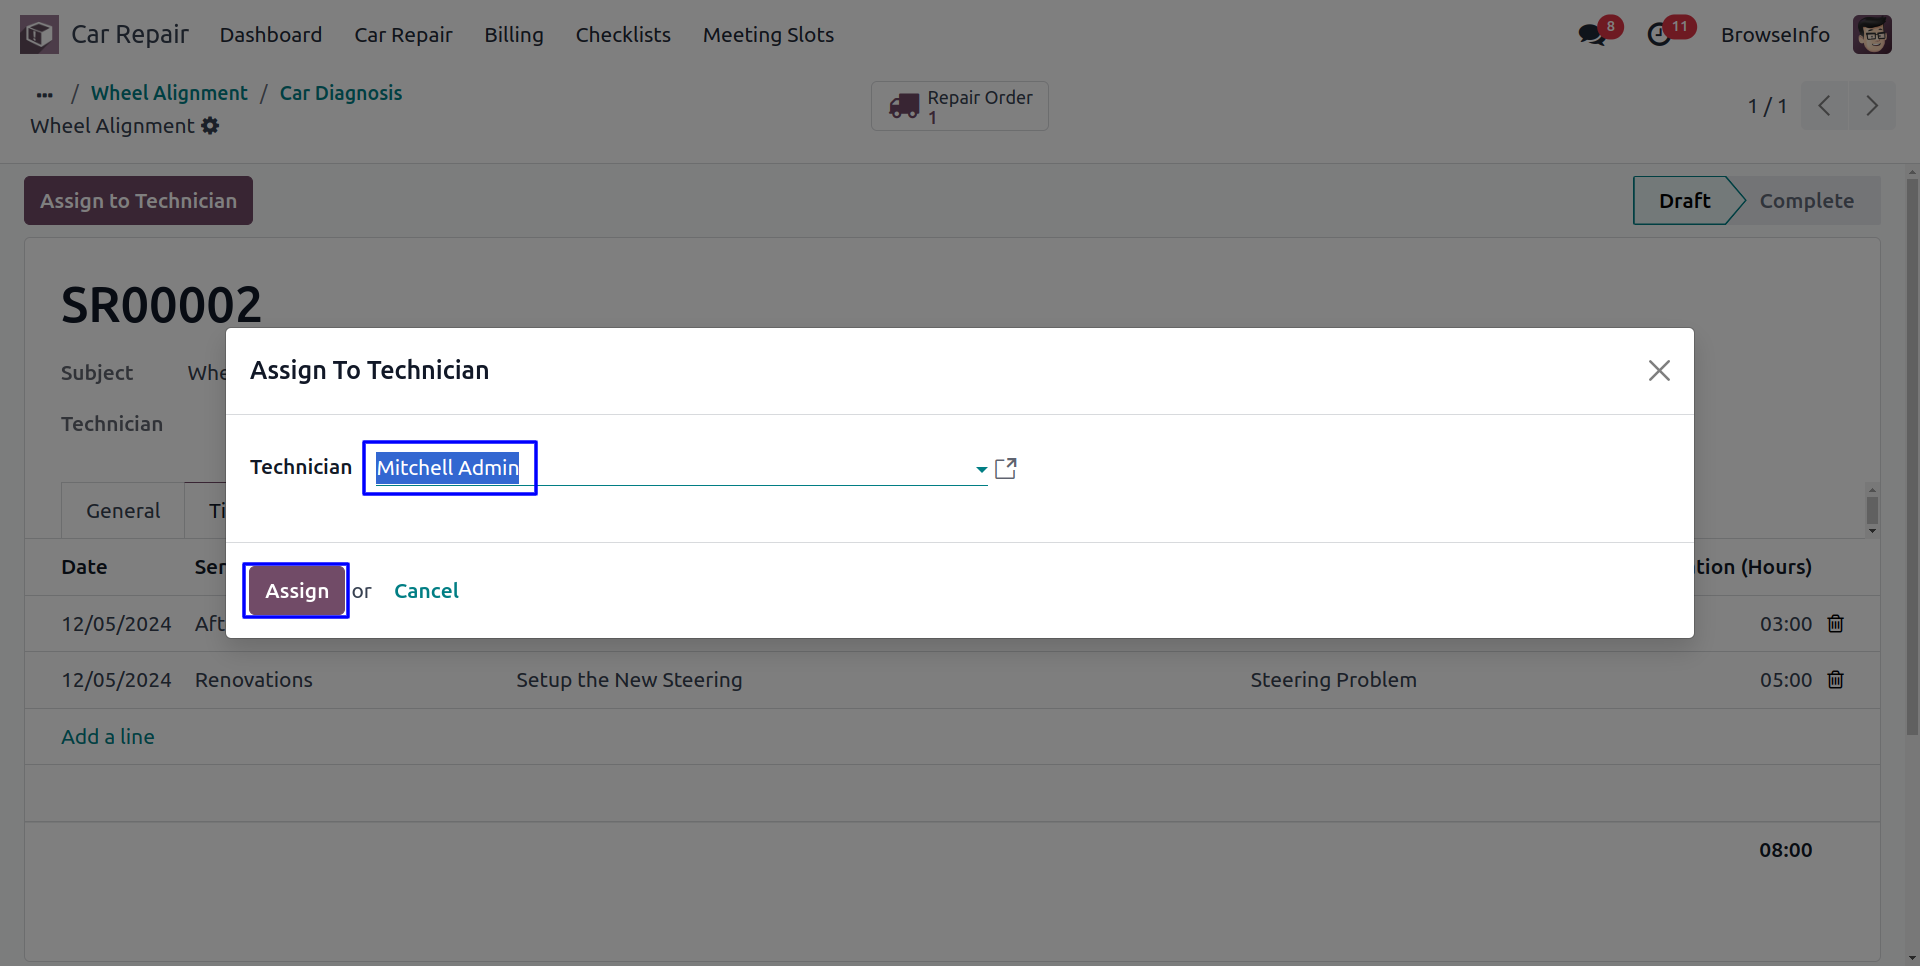 Car Repair Dashboard Car Repair Billing Checklists Meeting Slots 8 11 BrowseInfo
... / Wheel Alignment / Car Diagnosis
Wheel Alignment
Repair Order
1
1 / 1
Assign to Technician
Draft Complete
SR00002
Subject Whe
Technician
Assign To Technician
Technician Mitchell Admin
Assign or Cancel
General Ti
Date Ser tion (Hours)
12/05/2024 Aft 03:00
12/05/2024 Renovations Setup the New Steering Steering Problem 05:00
Add a line
08:00